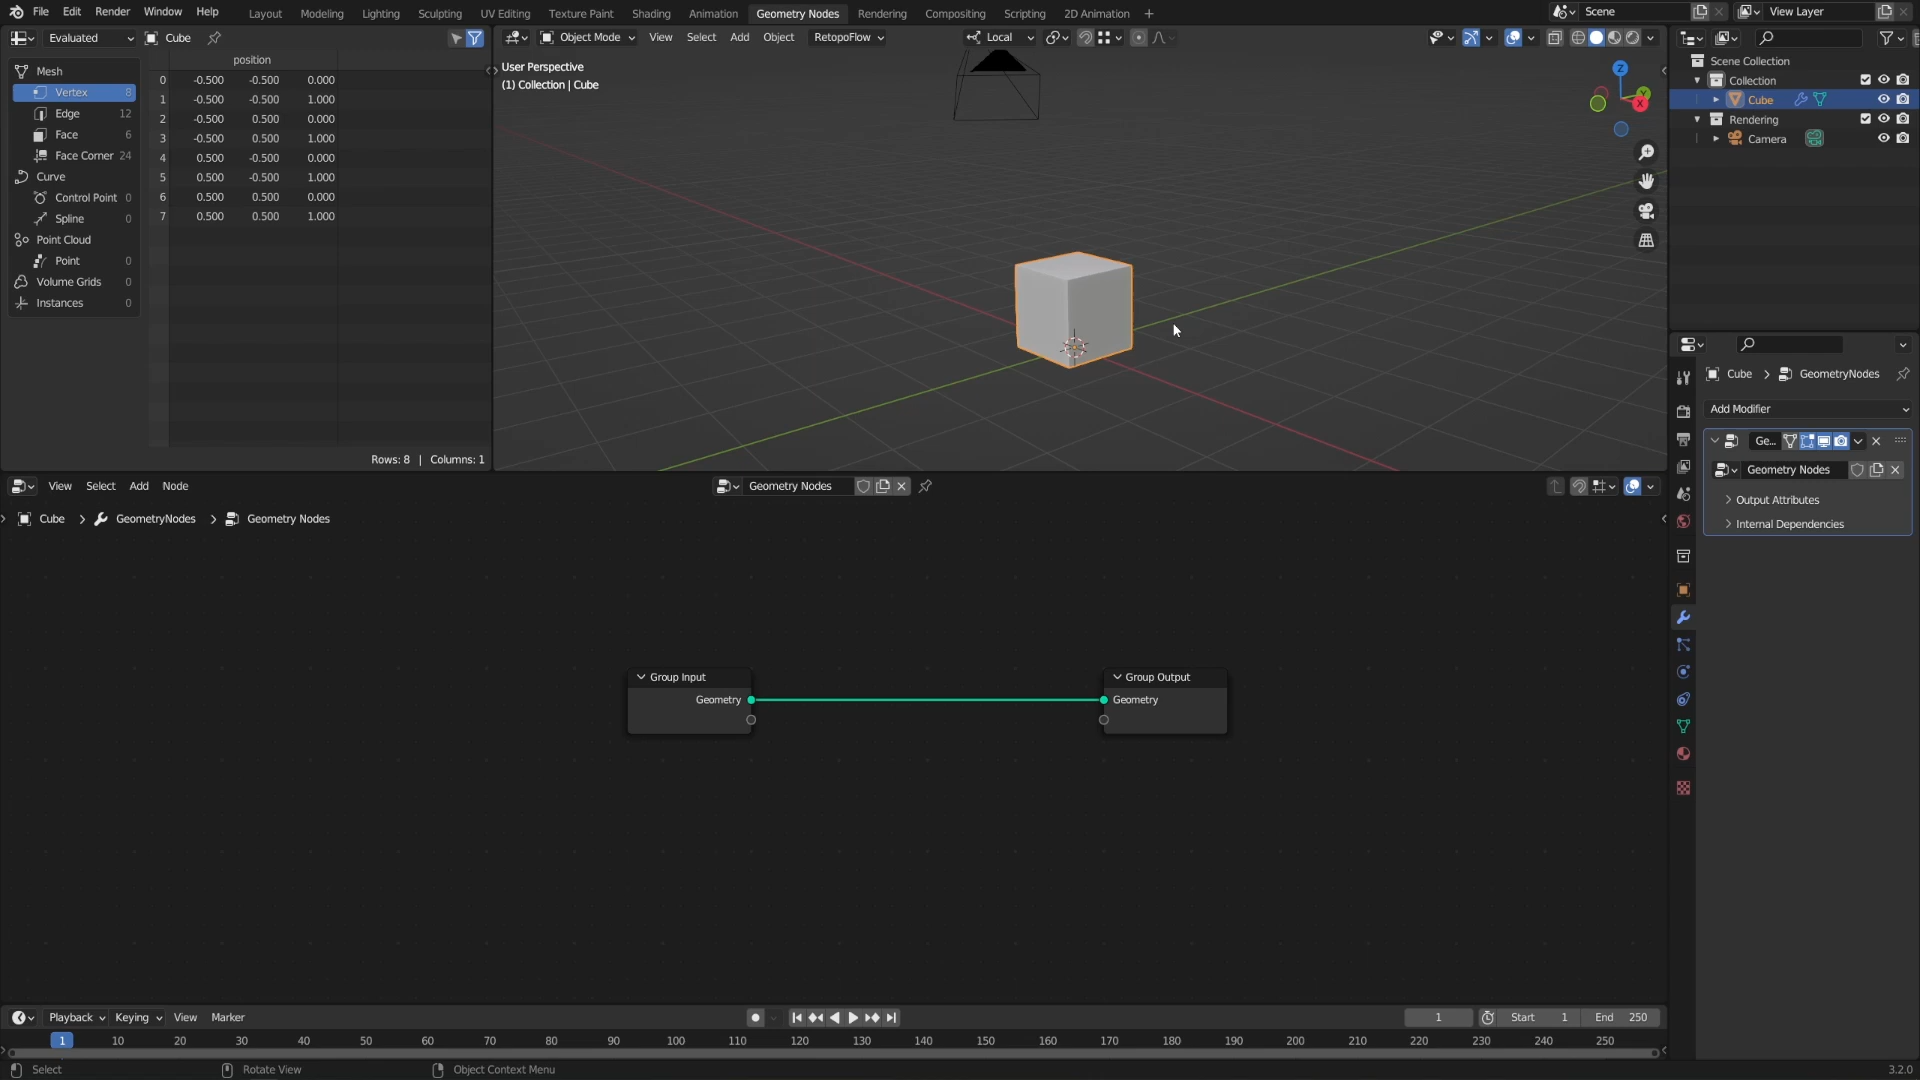 File Edit Render Window Help Layout Modeling Lighting Sculpting UV Editing Texture Paint Shading Animation Geometry Nodes Rendering Compositing Scripting 2D Animation + Scene View Layer
Evaluated Cube
position
Mesh
Vertex 8
Edge 12
Face 6
Face Corner 24
Curve
Control Point 0
Spline 0
Point Cloud
Point 0
Volume Grids 0
Instances 0
0 -0.500 -0.500 0.000
1 -0.500 -0.500 1.000
2 -0.500 0.500 0.000
3 -0.500 0.500 1.000
4 0.500 -0.500 0.000
5 0.500 -0.500 1.000
6 0.500 0.500 0.000
7 0.500 0.500 1.000
Rows: 8 | Columns: 1
Object Mode View Select Add Object RetopoFlow Local
User Perspective
(1) Collection | Cube
Z
Y
X
Scene Collection
Collection
Cube
Rendering
Camera
Cube > GeometryNodes
Add Modifier
Ge...
Geometry Nodes
Output Attributes
Internal Dependencies
View Select Add Node Geometry Nodes
Cube > GeometryNodes > Geometry Nodes
Group Input
Geometry
Group Output
Geometry
Playback Keying View Marker 1 Start 1 End 250
1 10 20 30 40 50 60 70 80 90 100 110 120 130 140 150 160 170 180 190 200 210 220 230 240 250
Select Rotate View Object Context Menu 3.2.0